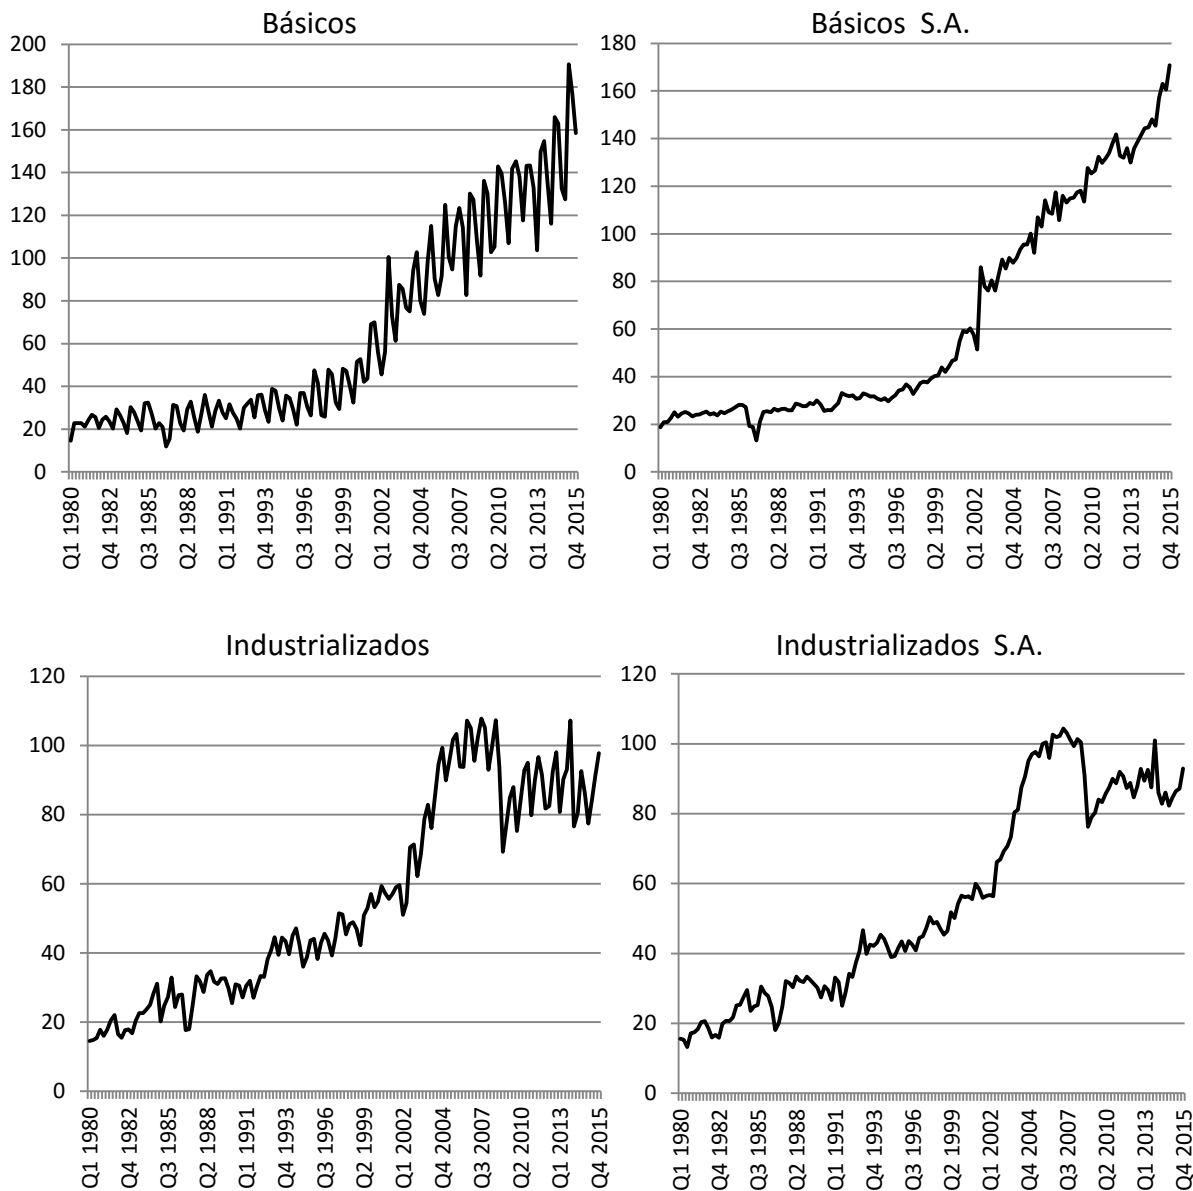 Básicos
200
180
160
140
120
100
80
60
40
20
0
Q1 1980
Q4 1982
Q3 1985
Q2 1988
Q1 1991
Q4 1993
Q3 1996
Q2 1999
Q1 2002
Q4 2004
Q3 2007
Q2 2010
Q1 2013
Q4 2015
Básicos S.A.
180
160
140
120
100
80
60
40
20
0
Q1 1980
Q4 1982
Q3 1985
Q2 1988
Q1 1991
Q4 1993
Q3 1996
Q2 1999
Q1 2002
Q4 2004
Q3 2007
Q2 2010
Q1 2013
Q4 2015
Industrializados
120
100
80
60
40
20
0
Q1 1980
Q4 1982
Q3 1985
Q2 1988
Q1 1991
Q4 1993
Q3 1996
Q2 1999
Q1 2002
Q4 2004
Q3 2007
Q2 2010
Q1 2013
Q4 2015
Industrializados S.A.
120
100
80
60
40
20
0
Q1 1980
Q4 1982
Q3 1985
Q2 1988
Q1 1991
Q4 1993
Q3 1996
Q2 1999
Q1 2002
Q4 2004
Q3 2007
Q2 2010
Q1 2013
Q4 2015